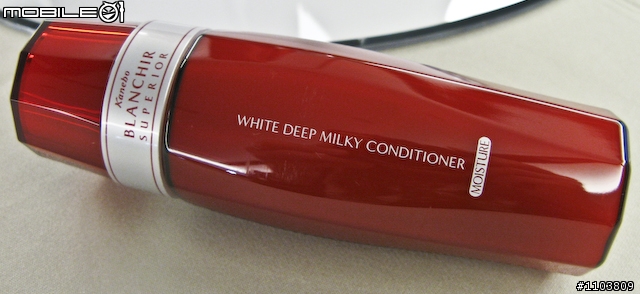 MOBILE01
Kanebo
BLANCHIR
SUPERIOR
WHITE DEEP MILKY CONDITIONER
MOISTURE
#1103809